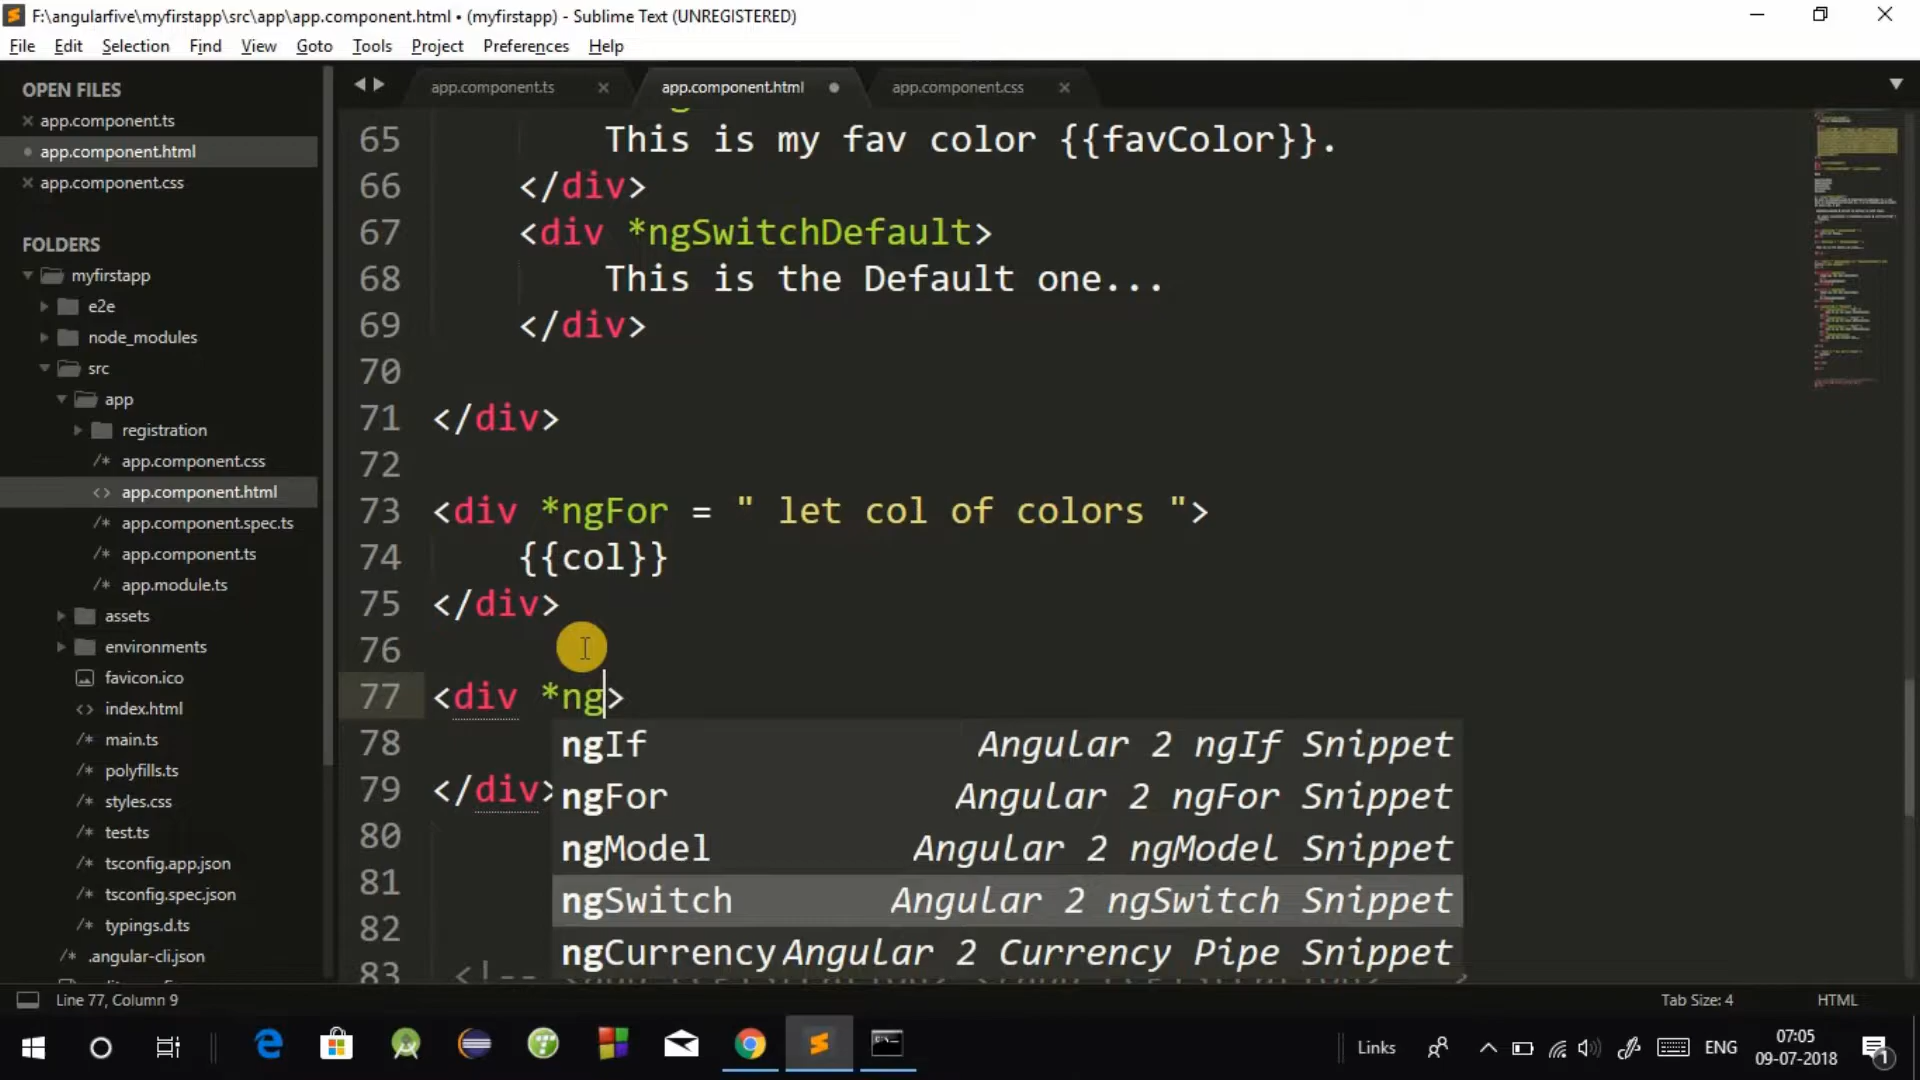 F:\angularfive\myfirstapp\src\app\app.component.html • (myfirstapp) - Sublime Text (UNREGISTERED)
File Edit Selection Find View Goto Tools Project Preferences Help
OPEN FILES
app.component.ts
app.component.html
app.component.css
FOLDERS
myfirstapp
e2e
node_modules
src
app
registration
/* app.component.css
<> app.component.html
/* app.component.spec.ts
/* app.component.ts
/* app.module.ts
assets
environments
favicon.ico
<> index.html
/* main.ts
/* polyfills.ts
/* styles.css
/* test.ts
/* tsconfig.app.json
/* tsconfig.spec.json
/* typings.d.ts
/* .angular-cli.json
app.component.ts app.component.html app.component.css
65 This is my fav color {{favColor}}.
66 </div>
67 <div *ngSwitchDefault>
68 This is the Default one...
69 </div>
70
71 </div>
72
73 <div *ngFor = " let col of colors ">
74 {{col}}
75 </div>
76
77 <div *ng>
78
79 </div>
80
81
82
83 <!--
ngIf Angular 2 ngIf Snippet
ngFor Angular 2 ngFor Snippet
ngModel Angular 2 ngModel Snippet
ngSwitch Angular 2 ngSwitch Snippet
ngCurrency Angular 2 Currency Pipe Snippet
Line 77, Column 9 Tab Size: 4 HTML
Links ENG 07:05
09-07-2018
1